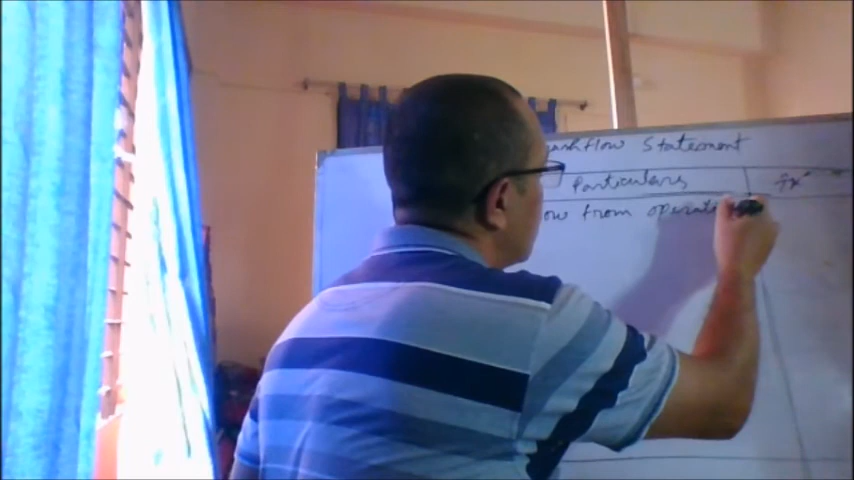 ashflow Statement
Particulars
ow from operat